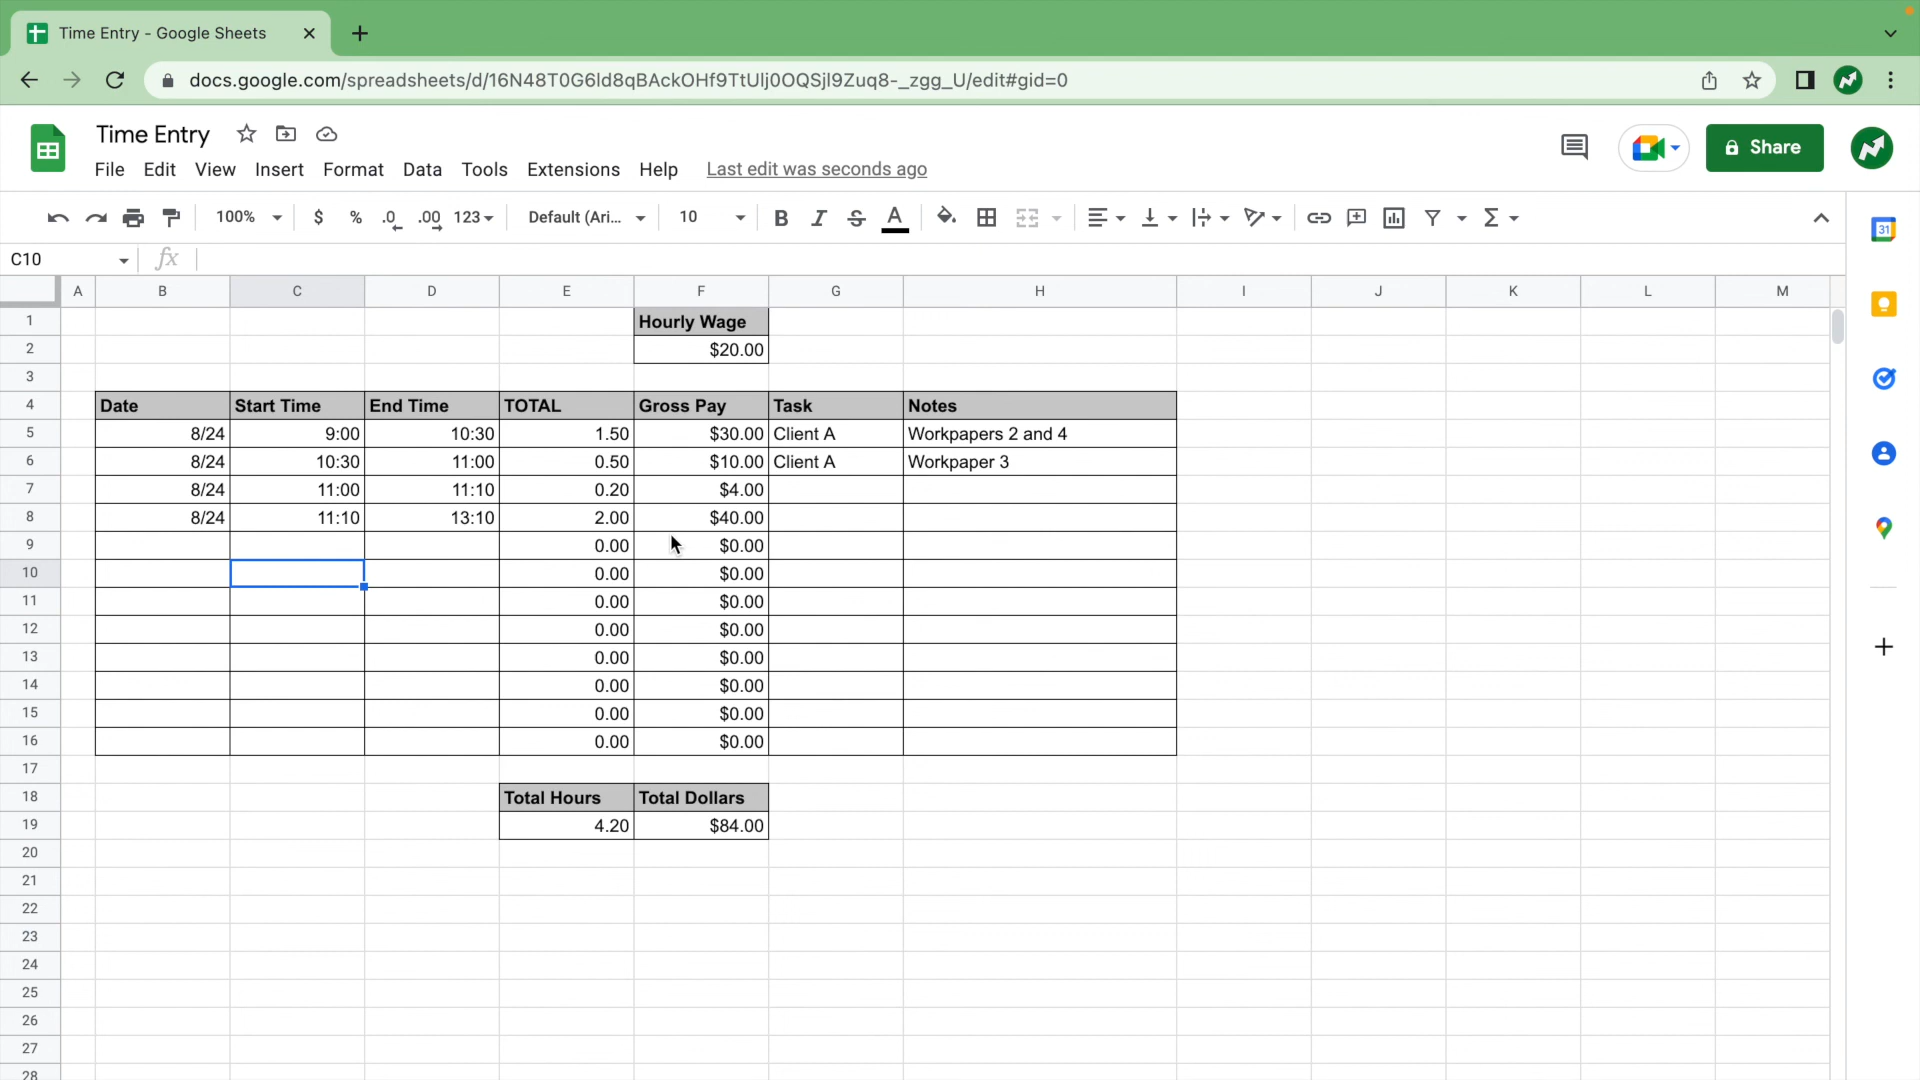 Time Entry - Google Sheets
docs.google.com/spreadsheets/d/16N48T0G6ld8qBAckOHf9TtUlj0OQSjl9Zuq8-_zgg_U/edit#gid=0
Time Entry
File Edit View Insert Format Data Tools Extensions Help Last edit was seconds ago
Share
100% $ % .0 .00 123 Default (Ari... 10 B I S A
31
C10 fx
A B C D E F G H I J K L M
1 Hourly Wage
2 $20.00
3
4 Date Start Time End Time TOTAL Gross Pay Task Notes
5 8/24 9:00 10:30 1.50 $30.00 Client A Workpapers 2 and 4
6 8/24 10:30 11:00 0.50 $10.00 Client A Workpaper 3
7 8/24 11:00 11:10 0.20 $4.00
8 8/24 11:10 13:10 2.00 $40.00
9 0.00 $0.00
10 0.00 $0.00
11 0.00 $0.00
12 0.00 $0.00
13 0.00 $0.00
14 0.00 $0.00
15 0.00 $0.00
16 0.00 $0.00
17
18 Total Hours Total Dollars
19 4.20 $84.00
20
21
22
23
24
25
26
27
28